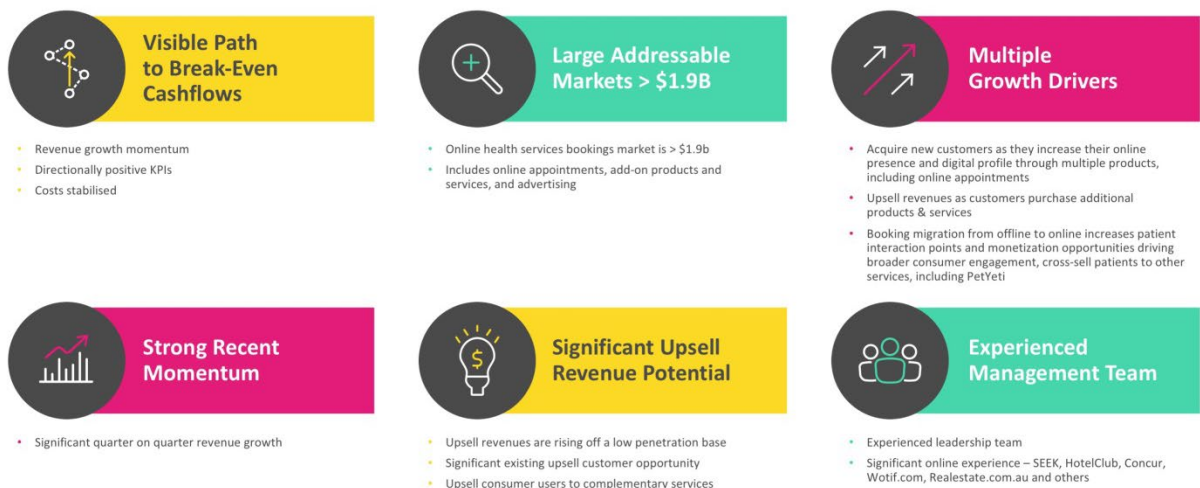 Visible Path
to Break-Even
Cashflows
• Revenue growth momentum
• Directionally positive KPIs
• Costs stabilised
Large Addressable
Markets > $1.9B
• Online health services bookings market is > $1.9b
• Includes online appointments, add-on products and
services, and advertising
Multiple
Growth Drivers
• Acquire new customers as they increase their online
presence and digital profile through multiple products,
including online appointments
• Upsell revenues as customers purchase additional
products & services
• Booking migration from offline to online increases patient
interaction points and monetization opportunities driving
broader consumer engagement, cross-sell patients to other
services, including PetYeti
Strong Recent
Momentum
• Significant quarter on quarter revenue growth
$
Significant Upsell
Revenue Potential
• Upsell revenues are rising off a low penetration base
• Significant existing upsell customer opportunity
• Upsell consumer users to complementary services
Experienced
Management Team
• Experienced leadership team
• Significant online experience – SEEK, HotelClub, Concur,
Wotif.com, Realestate.com.au and others